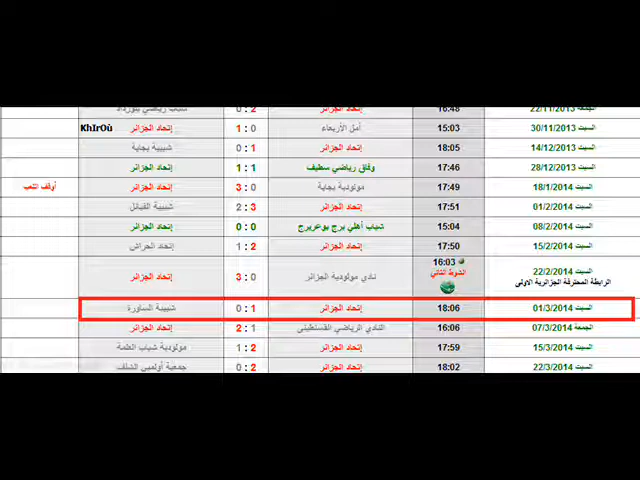 الجمعة 22/11/2013 16:48 إتحاد الجزائر 0 : 2 شباب رياضي بلوزداد
السبت 30/11/2013 15:03 أمل الأربعاء 1 : 0 إتحاد الجزائر KhIrOù
السبت 14/12/2013 18:05 إتحاد الجزائر 0 : 1 شبيبة بجاية
السبت 28/12/2013 17:46 وفاق رياضي سطيف 1 : 1 إتحاد الجزائر
السبت 18/1/2014 17:49 مولودية بجاية 3 : 0 إتحاد الجزائر أوقف اللعب
السبت 01/2/2014 17:51 إتحاد الجزائر 2 : 3 شبيبة القبائل
السبت 08/2/2014 15:04 شباب أهلي برج بوعريريج 0 : 0 إتحاد الجزائر
السبت 15/2/2014 17:50 إتحاد الجزائر 1 : 2 إتحاد الحراش
السبت 22/2/2014 16:03 نادي مولودية الجزائر 3 : 0 إتحاد الجزائر
الرابطة المحترفة الجزائرية الاولى الشوط الثاني
السبت 01/3/2014 18:06 إتحاد الجزائر 0 : 1 شبيبة الساورة
الجمعة 07/3/2014 16:06 النادي الرياضي القسنطيني 2 : 1 إتحاد الجزائر
السبت 15/3/2014 17:59 إتحاد الجزائر 1 : 2 مولودية شباب العلمة
السبت 22/3/2014 18:02 إتحاد الجزائر 0 : 2 جمعية أولمبي الشلف